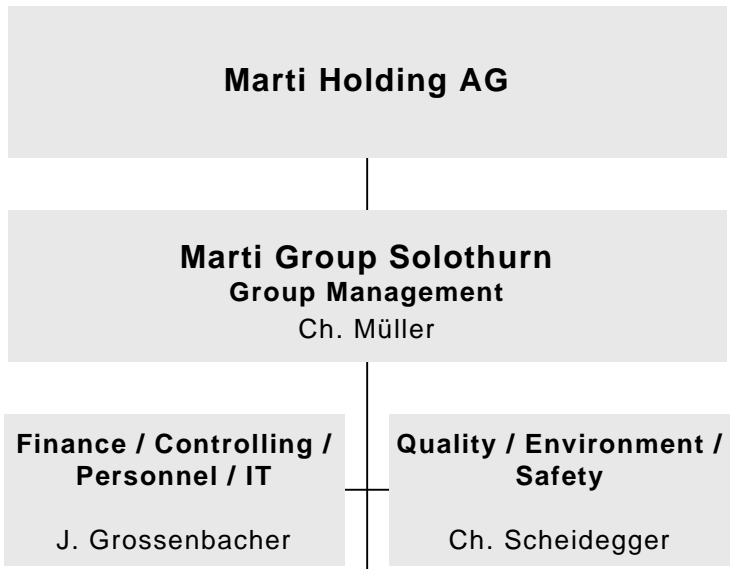 Marti Holding AG
Marti Group Solothurn
Group Management
Ch. Müller
Finance / Controlling /
Personnel / IT
J. Grossenbacher
Quality / Environment /
Safety
Ch. Scheidegger